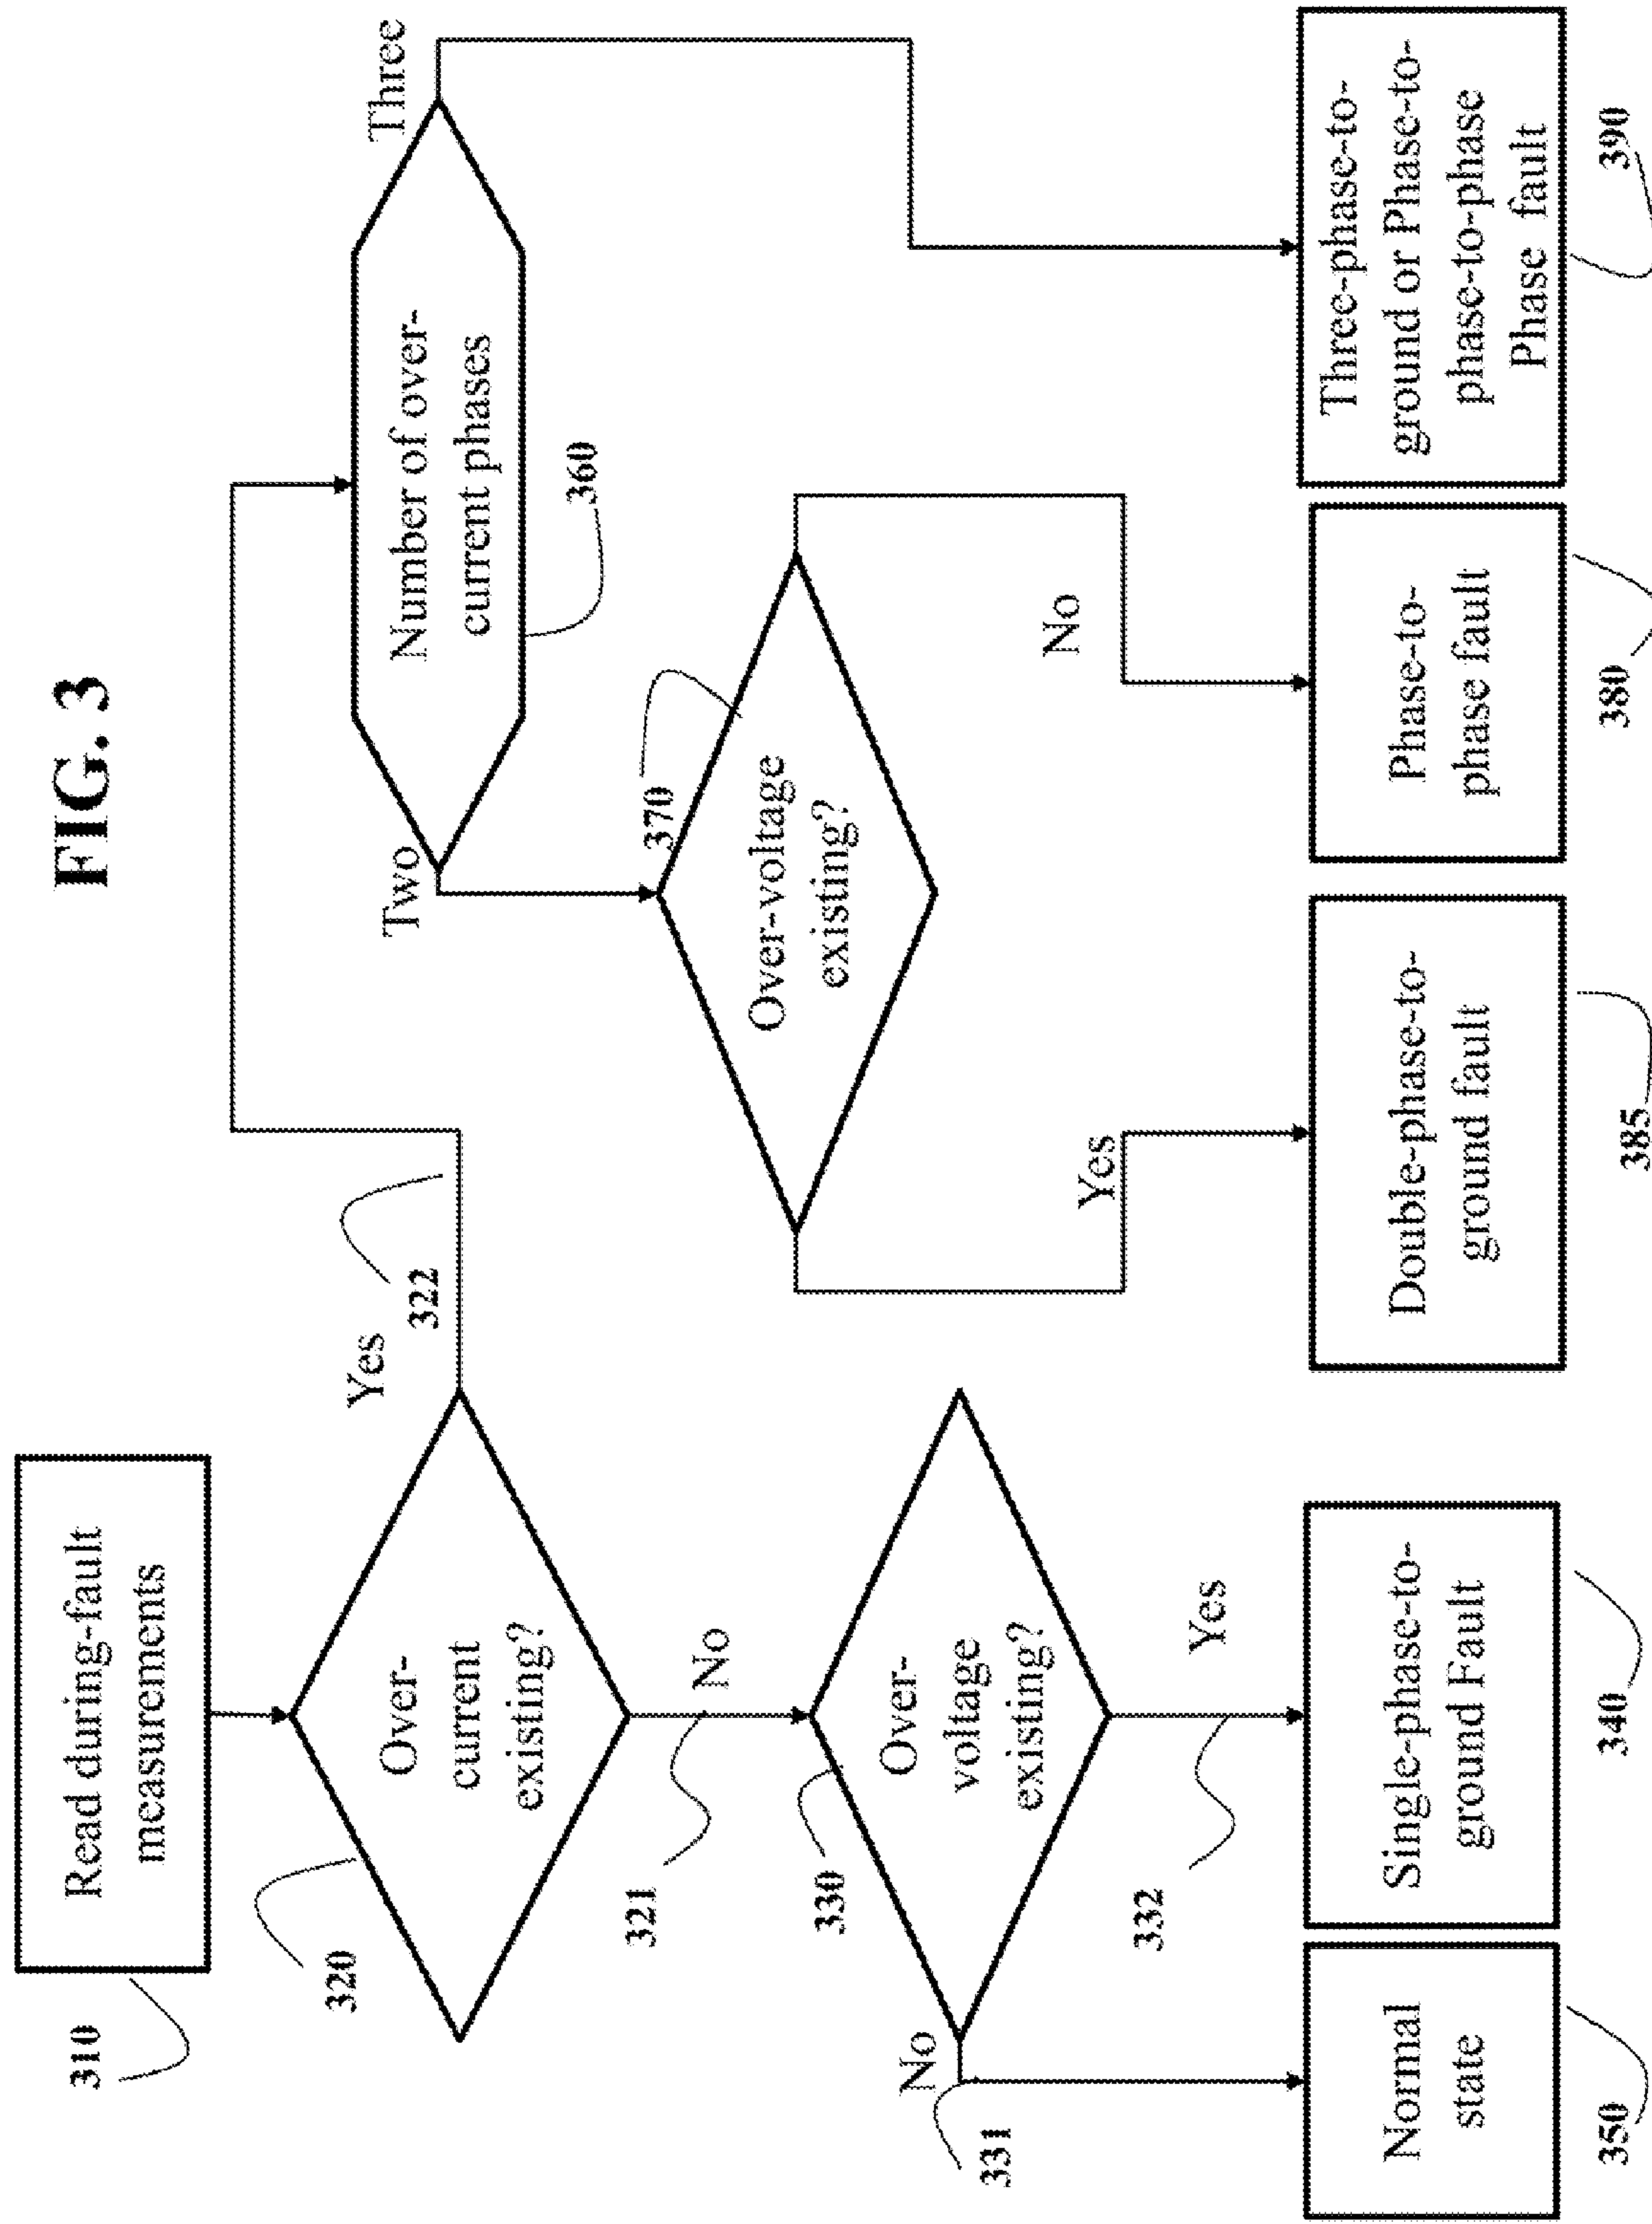 FIG. 3
Read during-fault
measurements
310
Over-
current
existing?
320
Yes
322
No
321
Over-
voltage
existing?
330
No
331
Yes
332
Normal
state
350
Single-phase-to-
ground Fault
340
Number of over-
current phases
360
Two
Three
Over-voltage
existing?
370
Yes
No
Double-phase-to-
ground fault
385
Phase-to-
phase fault
380
Three-phase-to-
ground or Phase-to-
phase-to-phase
Phase fault
390